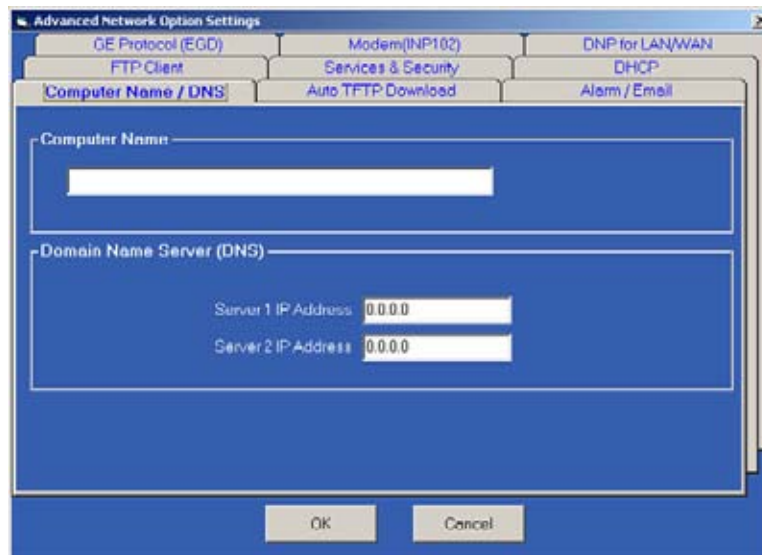 Advanced Network Option Settings
GE Protocol (EGD) Modem(INP102) DNP for LAN/WAN
FTP Client Services & Security DHCP
Computer Name / DNS Auto TFTP Download Alarm / Email
Computer Name
Domain Name Server (DNS)
Server 1 IP Address 0.0.0.0
Server 2 IP Address 0.0.0.0
OK Cancel